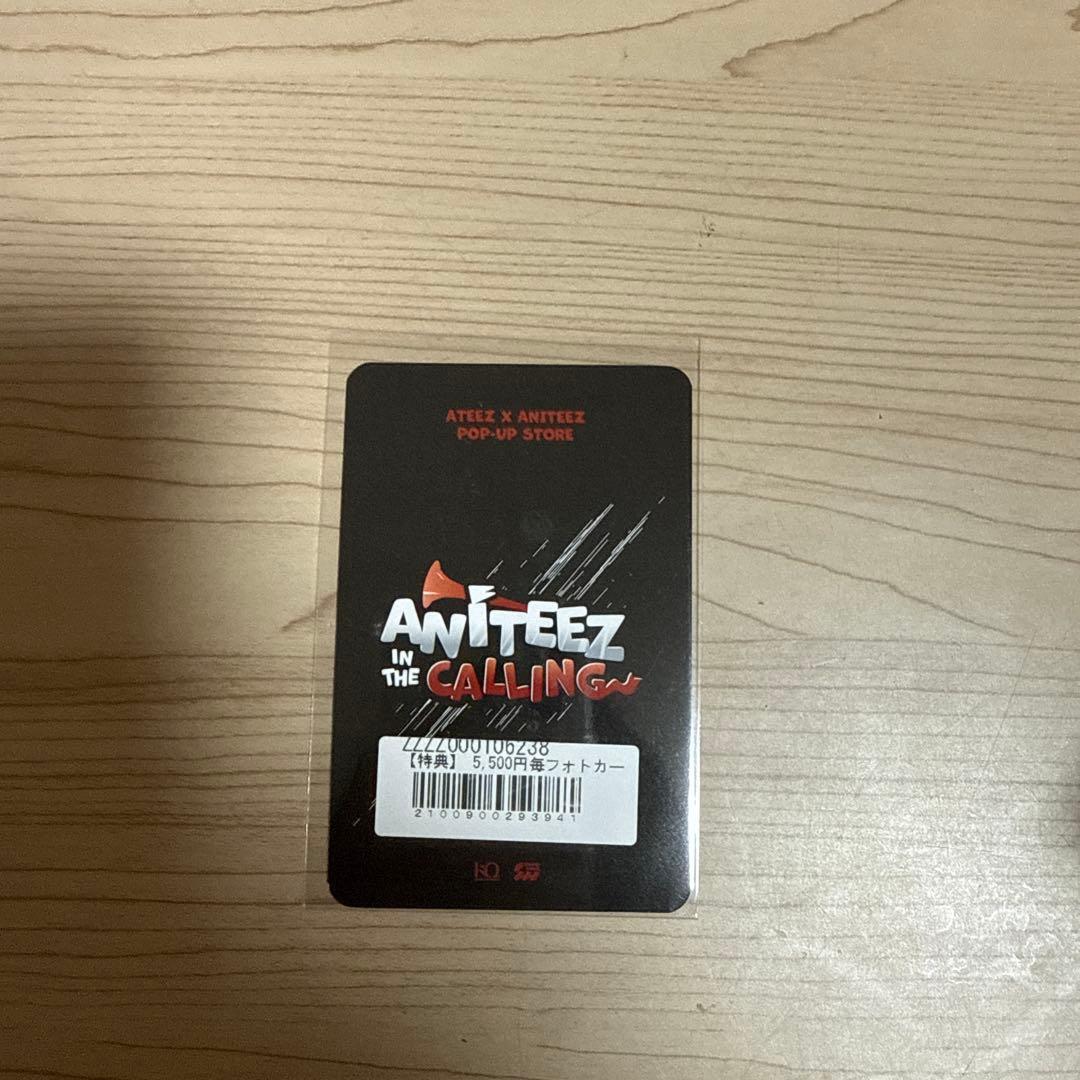 ATEEZ X ANITEEZ
POP-UP STORE
ANITEEZ
IN THE CALLING
ZZZZ000106238
【特典】 5,500円毎フォトカー
2100900293941
KQ